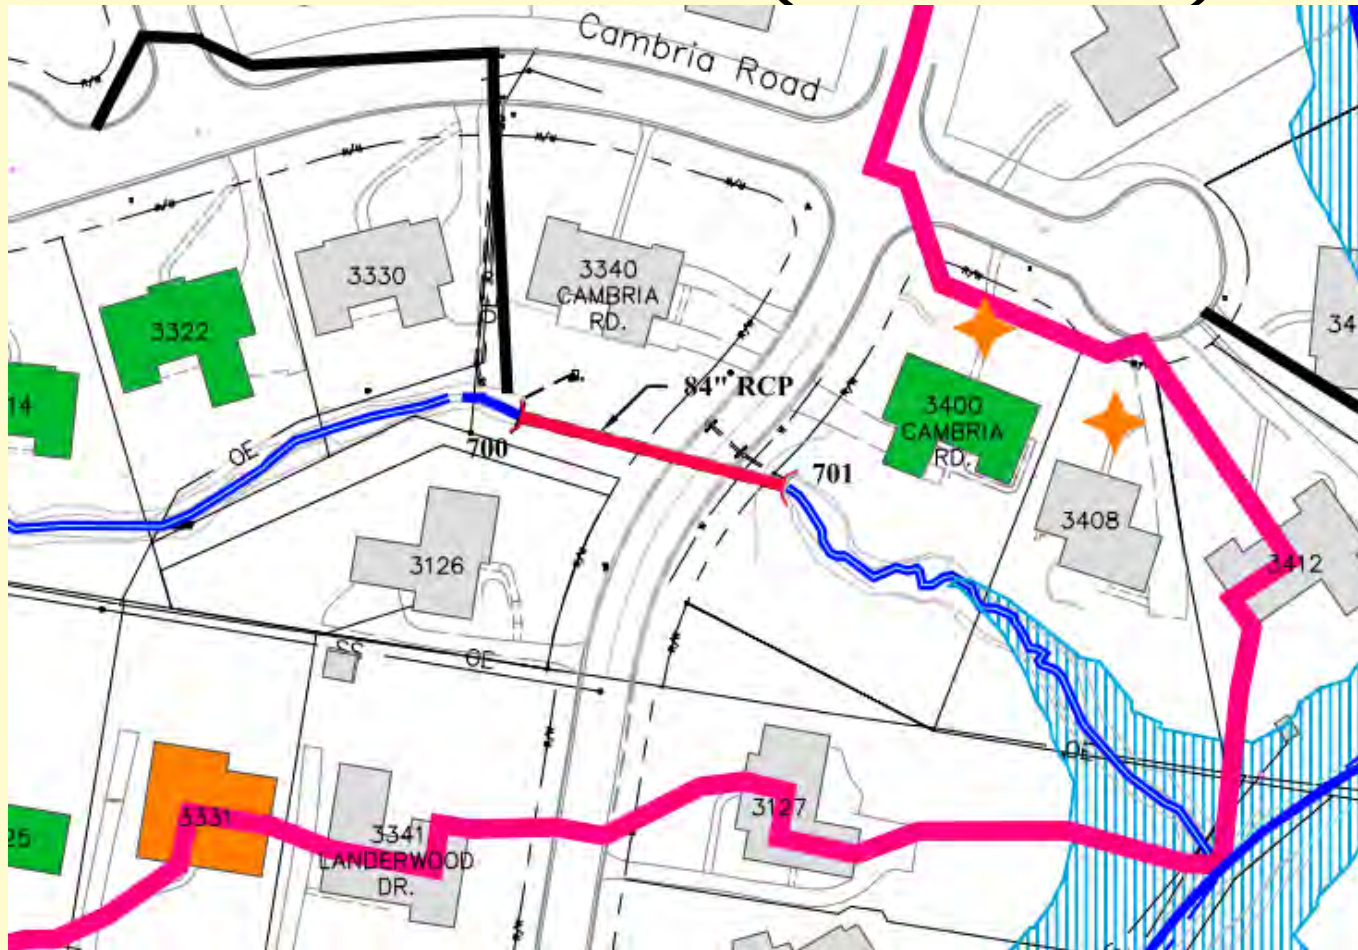 Cambria Road
R/W
R/W
R/W
R/W
R/W
R/W
3330
3340
CAMBRIA
RD.
3322
34
84" RCP
R/W
R/W
14
3400
CAMBRIA
RD.
OE
700
701
3408
3126
R/W
3412
SS
OE
R/W
R/W
OE
3331
3127
25
3341
LANDERWOOD
DR.
R/W